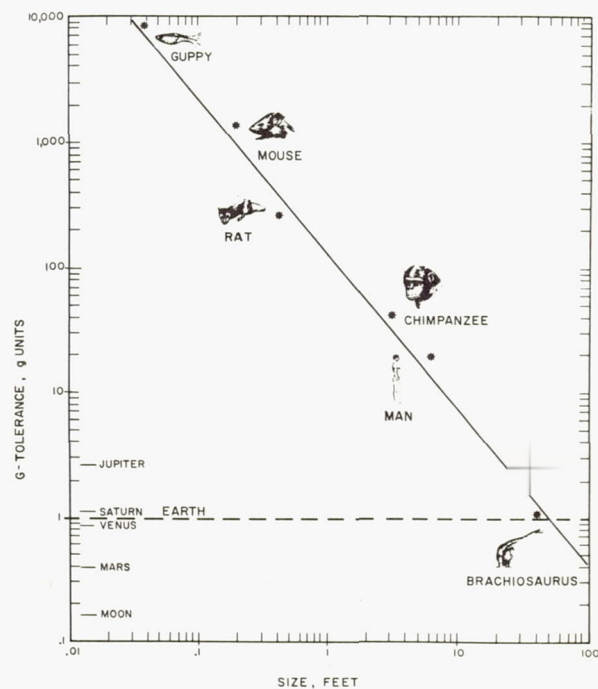 10,000
GUPPY
1,000
MOUSE
RAT
100
CHIMPANZEE
10
MAN
G-TOLERANCE, g UNITS
JUPITER
SATURN EARTH
1
VENUS
MARS
BRACHIOSAURUS
MOON
.1
.01 .1 1 10 100
SIZE, FEET